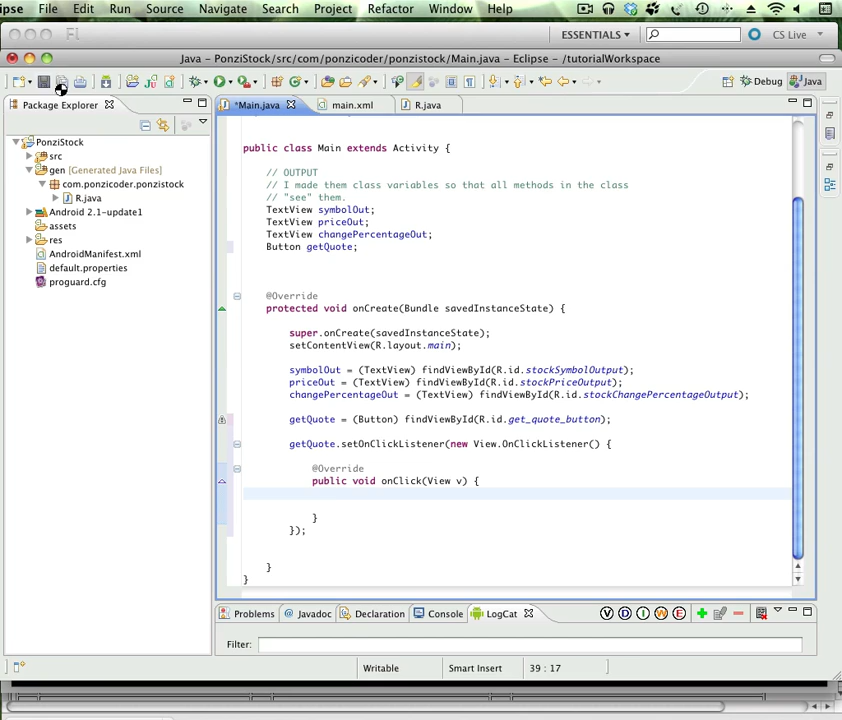 ipse File Edit Run Source Navigate Search Project Refactor Window Help
ESSENTIALS CS Live
Java – PonziStock/src/com/ponzicoder/ponzistock/Main.java – Eclipse – /tutorialWorkspace
Debug Java
Package Explorer
*Main.java main.xml R.java
PonziStock
src
gen [Generated Java Files]
com.ponzicoder.ponzistock
R.java
Android 2.1-update1
assets
res
AndroidManifest.xml
default.properties
proguard.cfg
public class Main extends Activity {
// OUTPUT
// I made them class variables so that all methods in the class
// "see" them.
TextView symbolOut;
TextView priceOut;
TextView changePercentageOut;
Button getQuote;
@Override
protected void onCreate(Bundle savedInstanceState) {
super.onCreate(savedInstanceState);
setContentView(R.layout.main);
symbolOut = (TextView) findViewById(R.id.stockSymbolOutput);
priceOut = (TextView) findViewById(R.id.stockPriceOutput);
changePercentageOut = (TextView) findViewById(R.id.stockChangePercentageOutput);
getQuote = (Button) findViewById(R.id.get_quote_button);
getQuote.setOnClickListener(new View.OnClickListener() {
@Override
public void onClick(View v) {
}
});
}
}
Problems Javadoc Declaration Console LogCat
V D I W E
Filter:
Writable Smart Insert 39 : 17